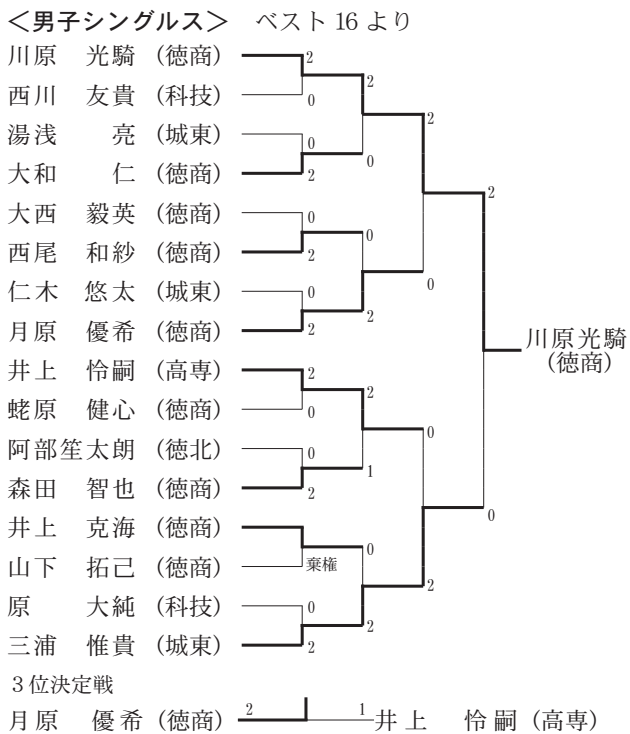 ＜男子シングルス＞ ベスト16より
川原 光騎（徳商）
2
2
西川 友貴（科技）
0
2
湯浅 亮（城東）
0
0
大和 仁（徳商）
2
2
大西 毅英（徳商）
0
0
西尾 和紗（徳商）
2
0
仁木 悠太（城東）
0
2
月原 優希（徳商）
2
川原光騎
（徳商）
井上 怜嗣（高専）
2
2
蛯原 健心（徳商）
0
0
阿部笙太朗（徳北）
0
1
森田 智也（徳商）
2
0
井上 克海（徳商）
0
山下 拓己（徳商）
棄権
2
原 大純（科技）
0
2
三浦 惟貴（城東）
2
３位決定戦
月原 優希（徳商） 2 1 井上 怜嗣（高専）